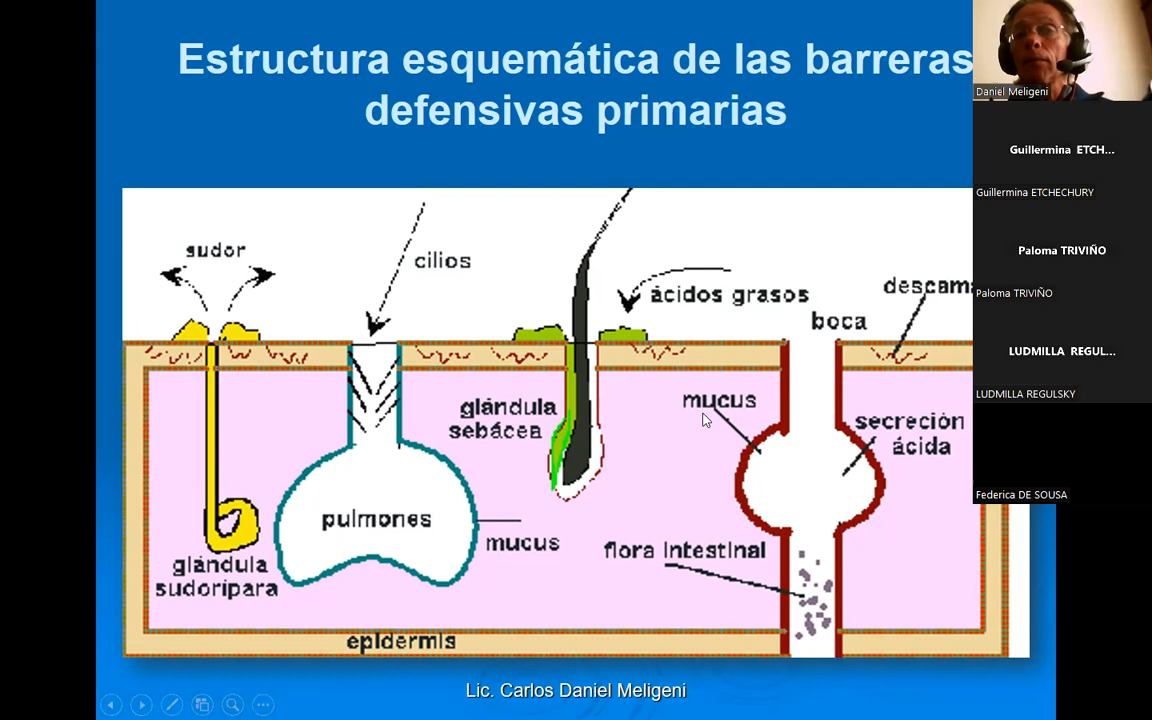 Estructura esquemática de las barreras
defensivas primarias
sudor
cilios
ácidos grasos
descam
boca
glándula
sebácea
mucus
secreción
ácida
pulmones
mucus
flora intestinal
glándula
sudorípara
epidermis
Lic. Carlos Daniel Meligeni
Daniel Meligeni
Guillermina ETCH...
Guillermina ETCHECHURY
Paloma TRIVIÑO
Paloma TRIVIÑO
LUDMILLA REGUL...
LUDMILLA REGULSKY
Federica DE SOUSA